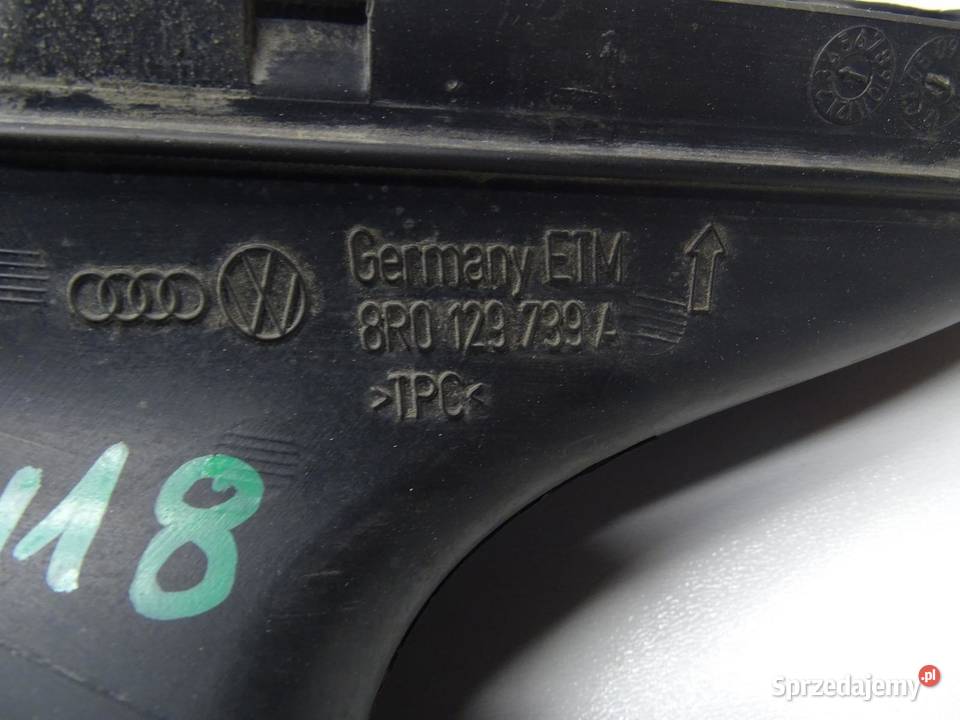 Germany ETM
8R0 129 739 A
>TPC<
118
Sprzedajemy.pl